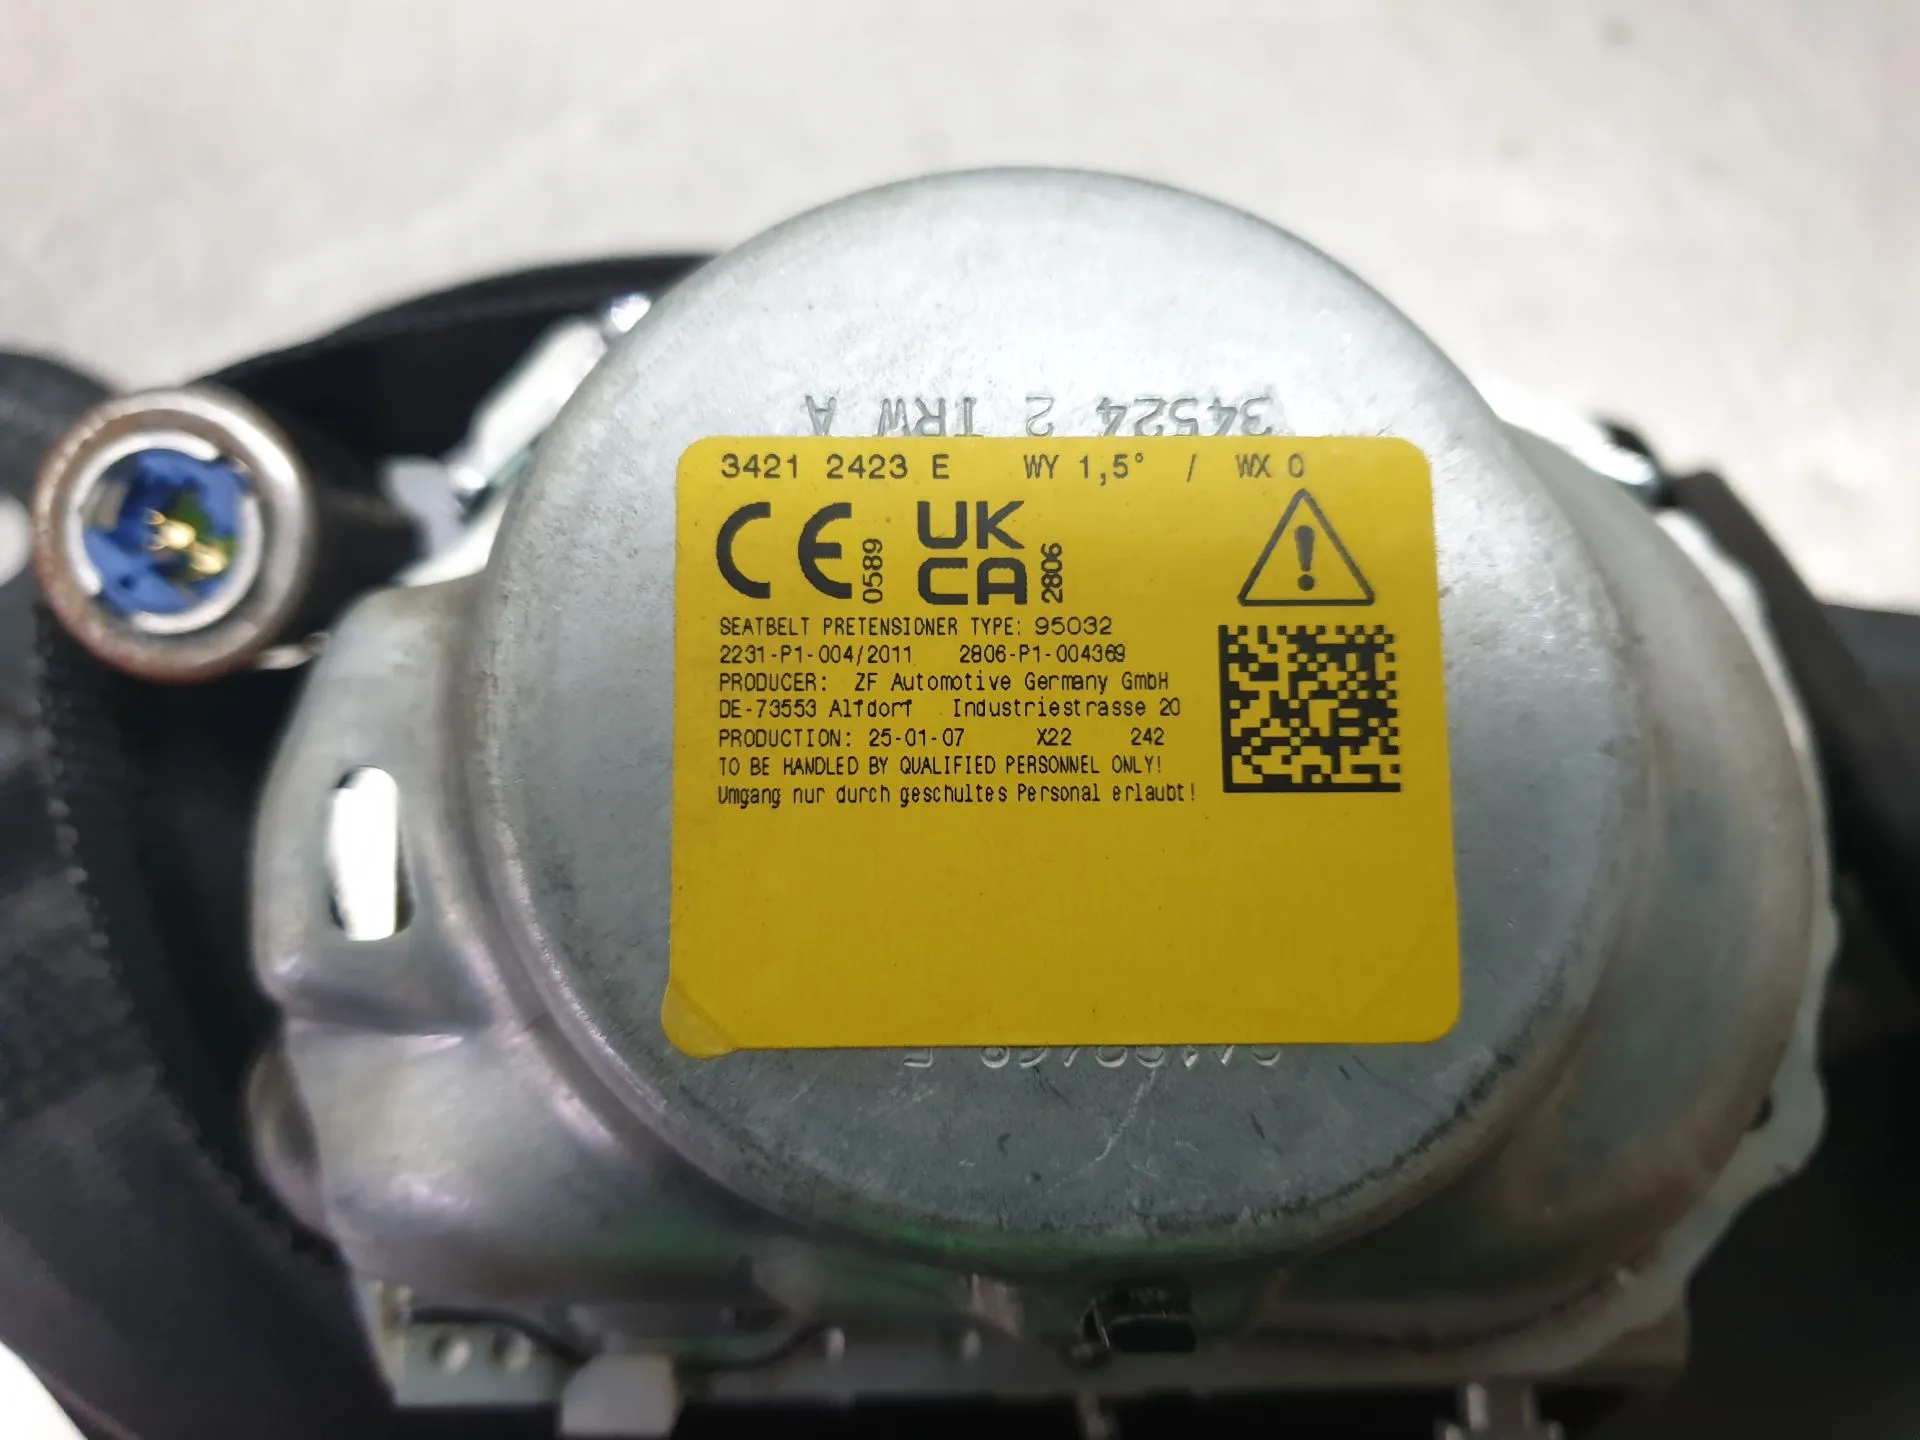 34524 2 TRW A
3421 2423 E WY 1,5° / WX 0
CE 0589 UK CA 2806
SEATBELT PRETENSIONER TYPE: 95032
2231-P1-004/2011 2806-P1-004369
PRODUCER: ZF Automotive Germany GmbH
DE-73553 Alfdorf Industriestrasse 20
PRODUCTION: 25-01-07 X22 242
TO BE HANDLED BY QUALIFIED PERSONNEL ONLY!
Umgang nur durch geschultes Personal erlaubt!